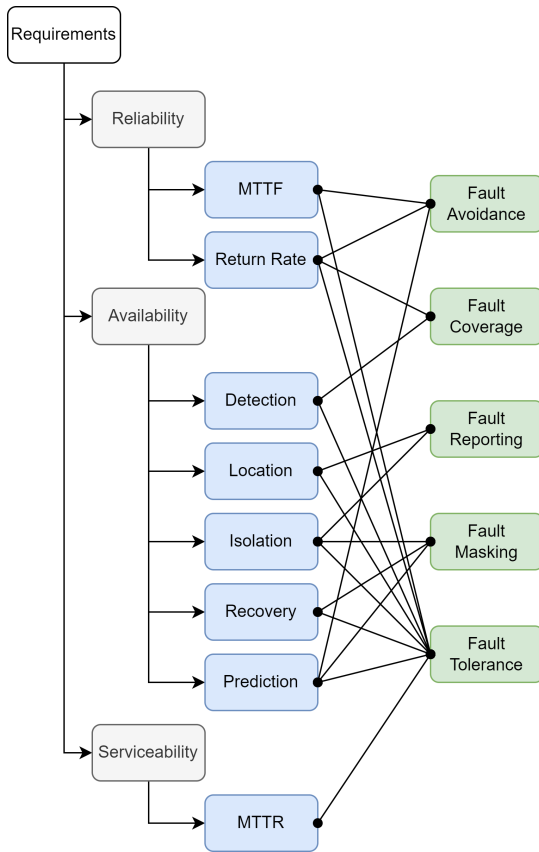 Requirements
Reliability
MTTF
Fault
Avoidance
Return Rate
Availability
Fault
Coverage
Detection
Fault
Reporting
Location
Isolation
Fault
Masking
Recovery
Prediction
Fault
Tolerance
Serviceability
MTTR